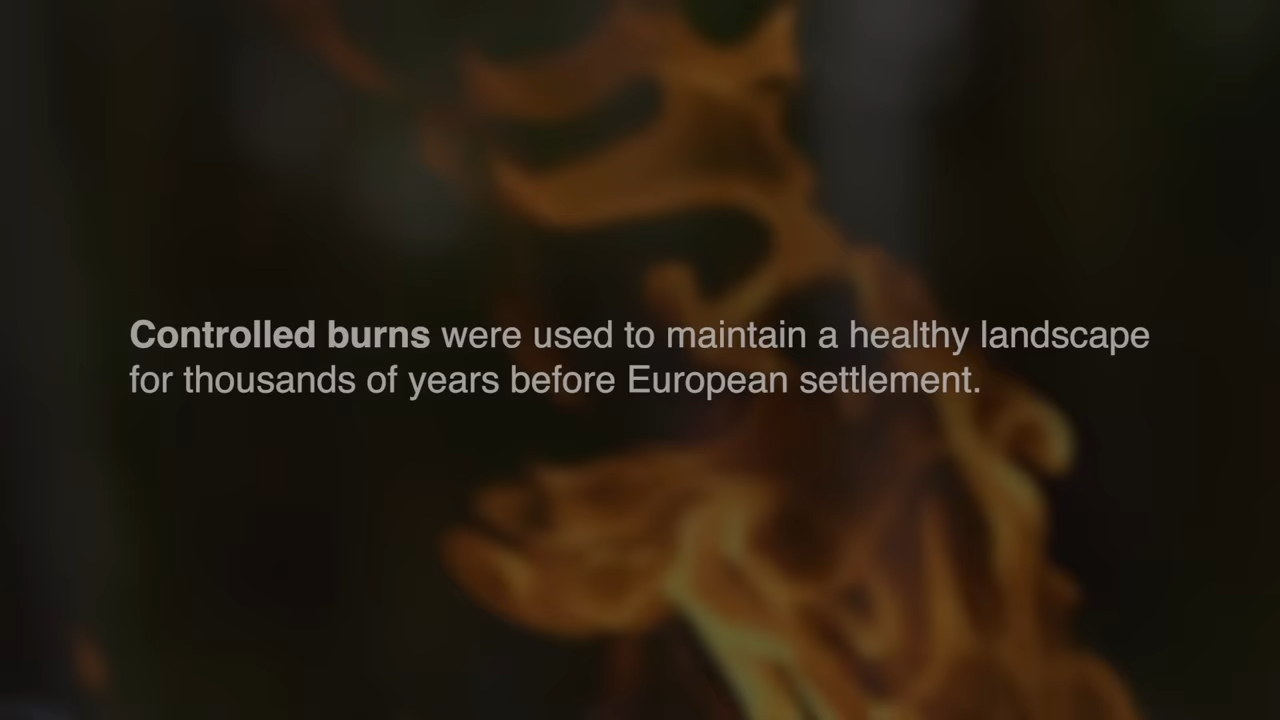 Controlled burns were used to maintain a healthy landscape
for thousands of years before European settlement.